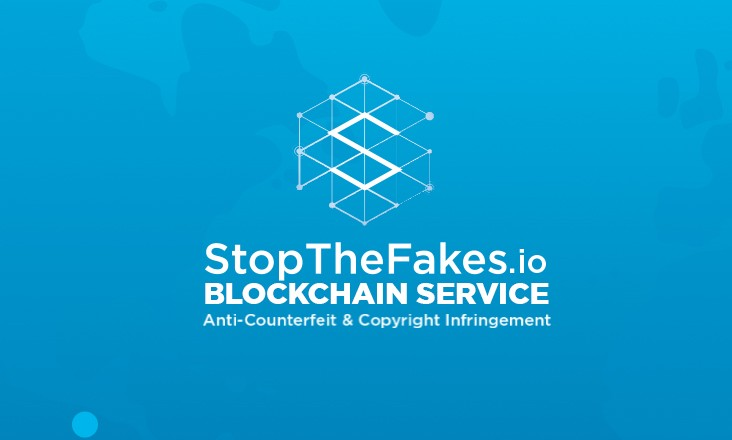 StopTheFakes.io
BLOCKCHAIN SERVICE
Anti-Counterfeit & Copyright Infringement